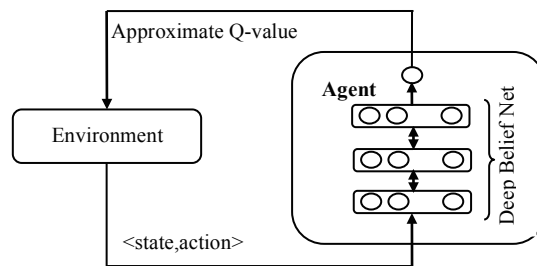 Approximate Q-value
Agent
Environment
Deep Belief Net
<state,action>